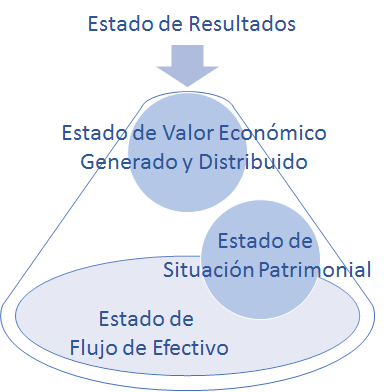 Estado de Resultados
Estado de Valor Económico
Generado y Distribuido
Estado de
Situación Patrimonial
Estado de
Flujo de Efectivo